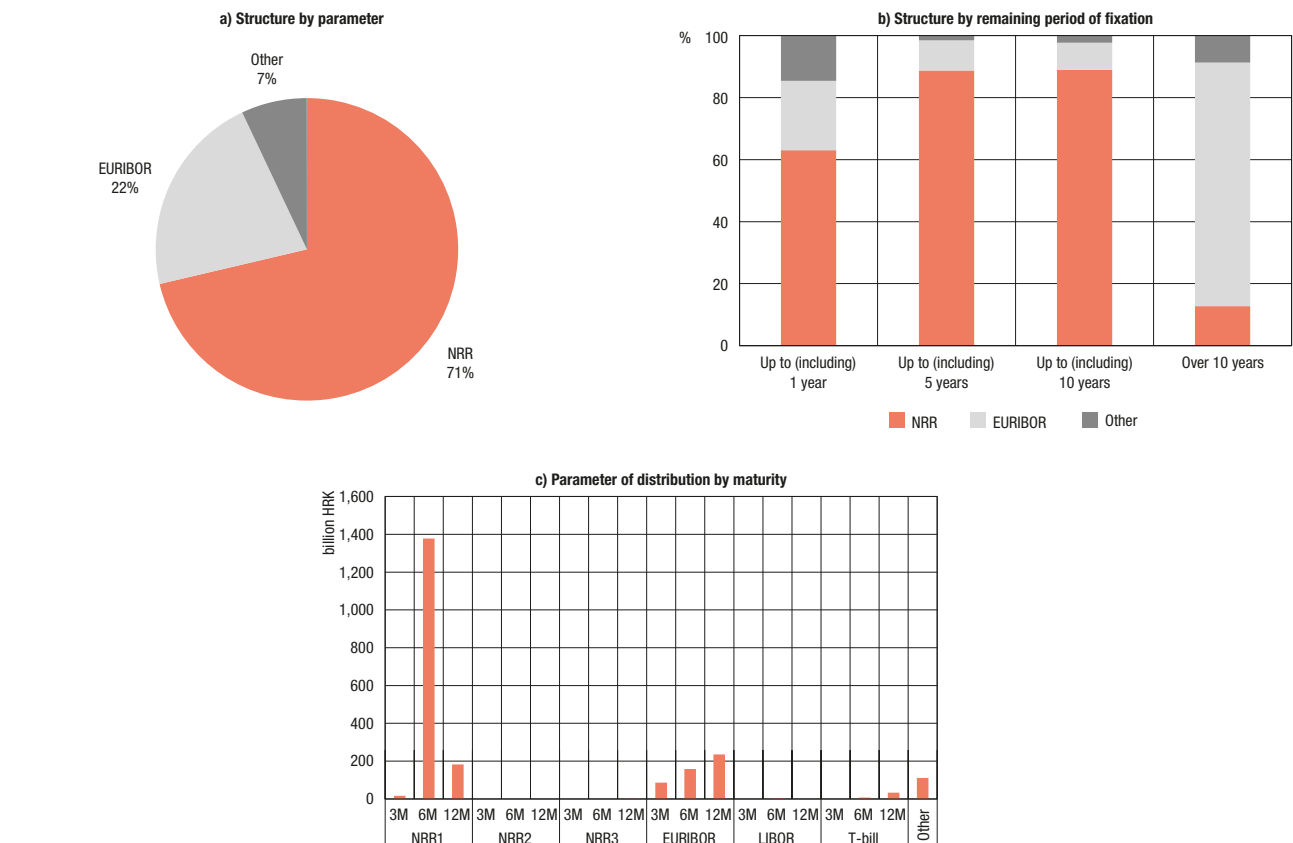 a) Structure by parameter
Other
7%
EURIBOR
22%
NRR
71%
b) Structure by remaining period of fixation
%
100
80
60
40
20
0
Up to (including)
1 year
Up to (including)
5 years
Up to (including)
10 years
Over 10 years
NRR
EURIBOR
Other
c) Parameter of distribution by maturity
billion HRK
1,600
1,400
1,200
1,000
800
600
400
200
0
3M 6M 12M 3M 6M 12M 3M 6M 12M 3M 6M 12M 3M 6M 12M 3M 6M 12M
NRR1 NRR2 NRR3 EURIBOR LIBOR T-bill Other